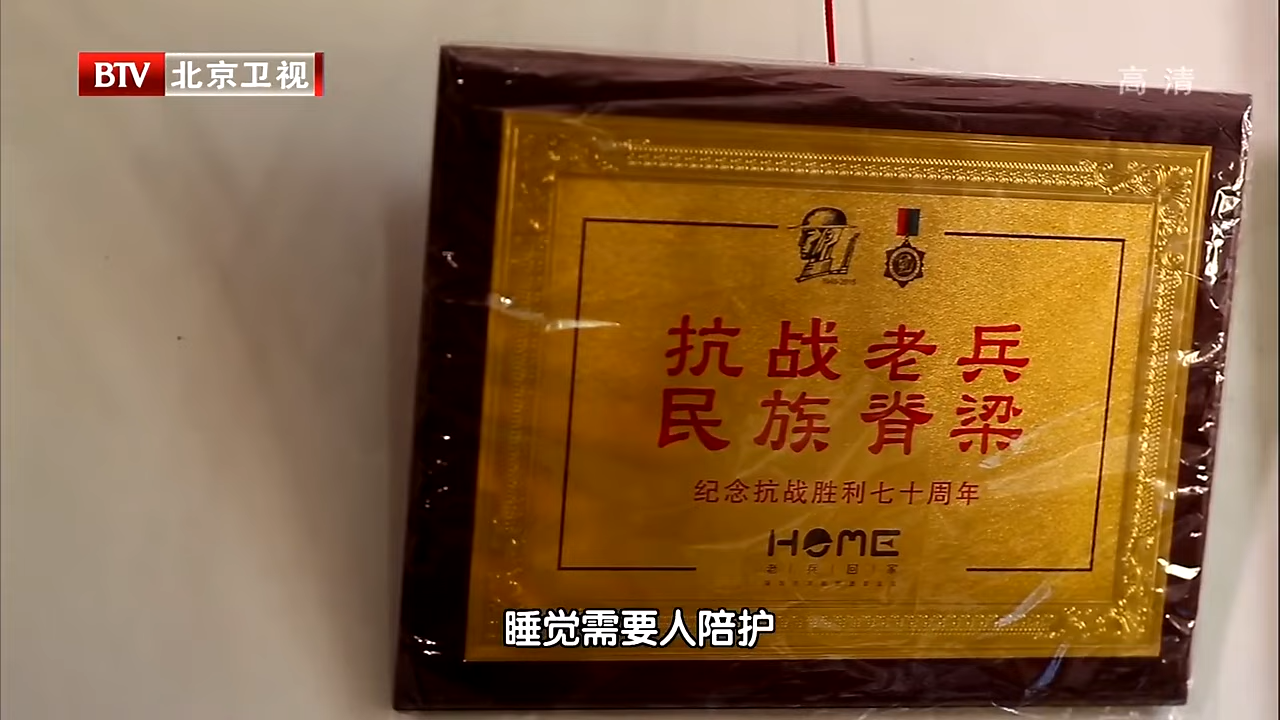 BTV 北京卫视
高清
抗战老兵
民族脊梁
纪念抗战胜利七十周年
HOME
老兵回家
睡觉需要人陪护